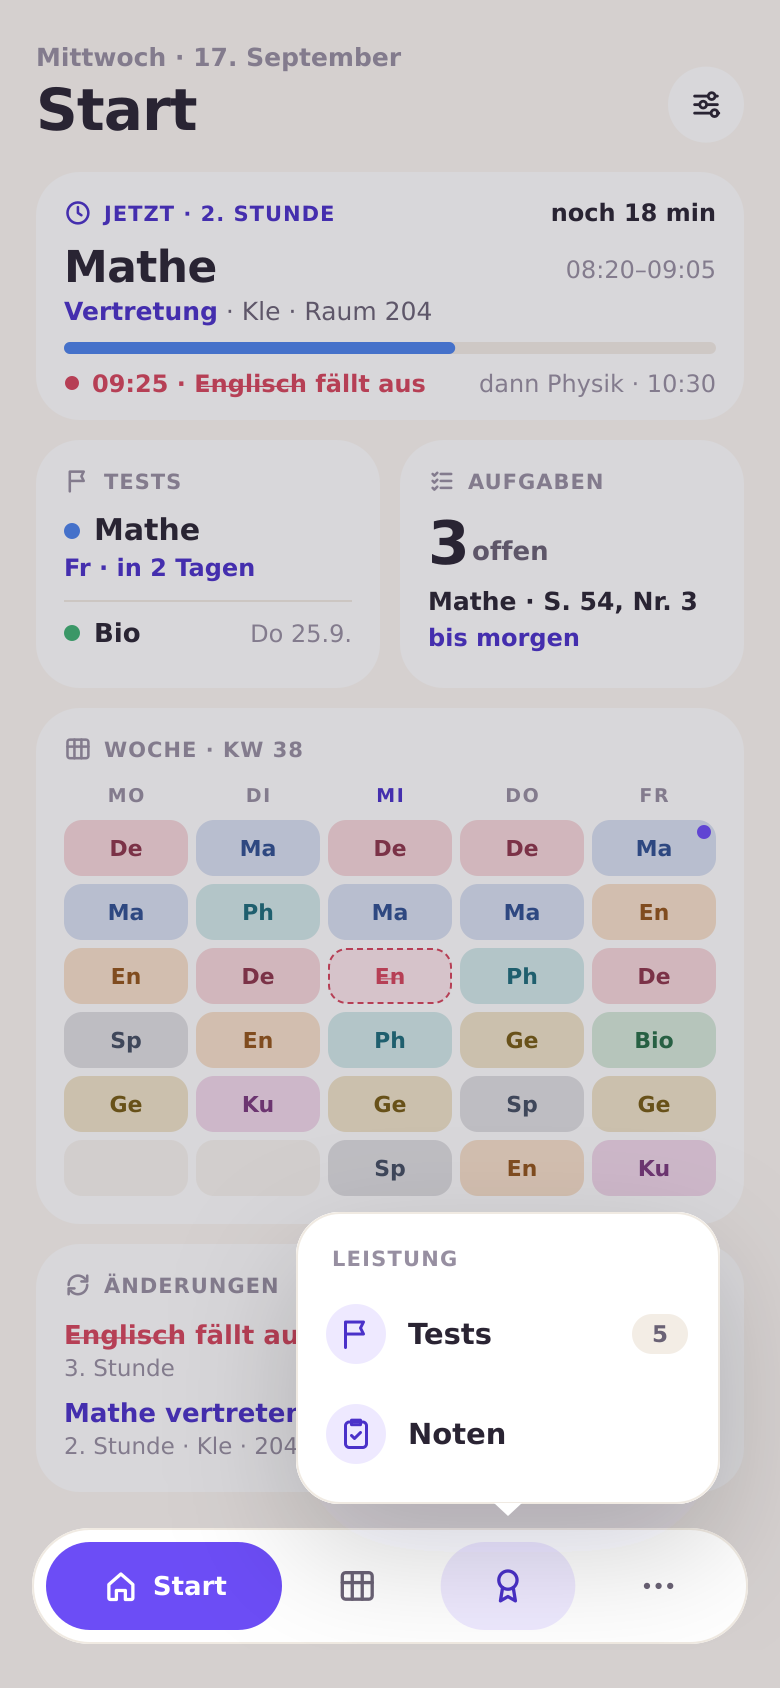 Mittwoch · 17. September
Start
JETZT · 2. STUNDE noch 18 min
Mathe 08:20–09:05
Vertretung · Kle · Raum 204
09:25 · Englisch fällt aus dann Physik · 10:30
TESTS
Mathe
Fr · in 2 Tagen
Bio Do 25.9.
AUFGABEN
3 offen
Mathe · S. 54, Nr. 3
bis morgen
WOCHE · KW 38
MO DI MI DO FR
De Ma De De Ma
Ma Ph Ma Ma En
En De En Ph De
Sp En Ph Ge Bio
Ge Ku Ge Sp Ge
Sp En Ku
ÄNDERUNGEN
Englisch fällt au
3. Stunde
Mathe vertreten
2. Stunde · Kle · 204
LEISTUNG
Tests 5
Noten
Start